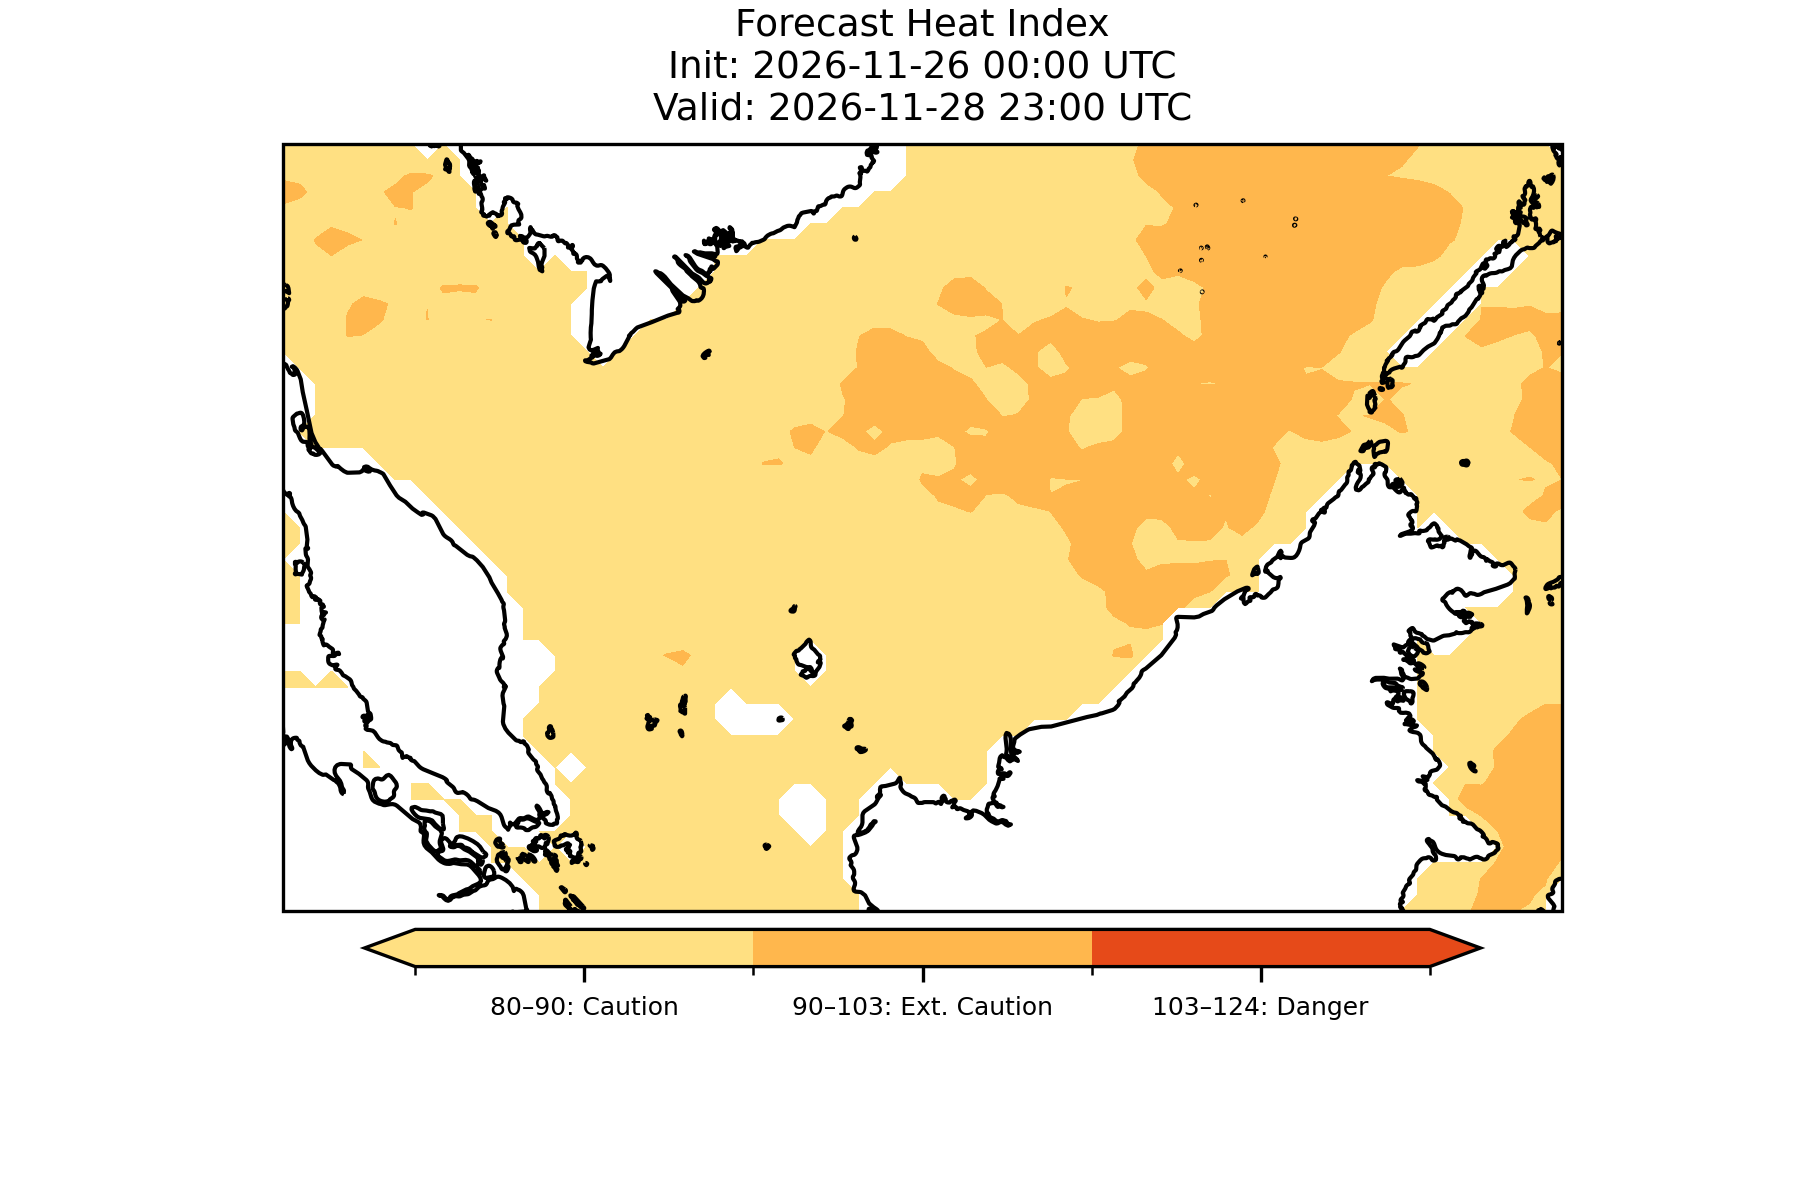 Forecast Heat Index
Init: 2026-11-26 00:00 UTC
Valid: 2026-11-28 23:00 UTC
80–90: Caution
90–103: Ext. Caution
103–124: Danger